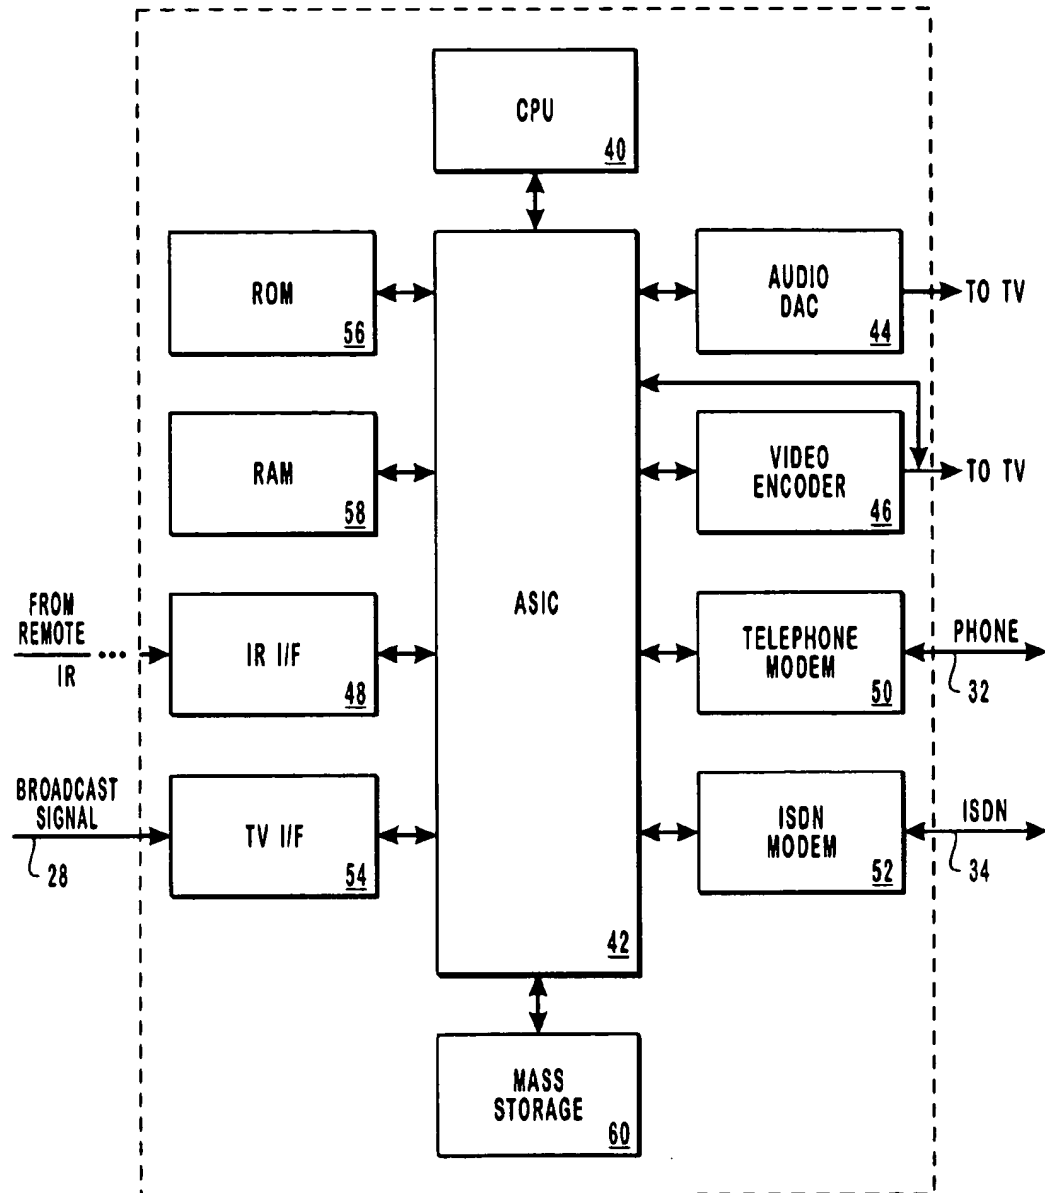 CPU
40
ROM
56
AUDIO
DAC
44
TO TV
RAM
58
VIDEO
ENCODER
46
TO TV
ASIC
42
FROM
REMOTE
IR
IR I/F
48
TELEPHONE
MODEM
50
PHONE
32
BROADCAST
SIGNAL
28
TV I/F
54
ISDN
MODEM
52
ISDN
34
MASS
STORAGE
60